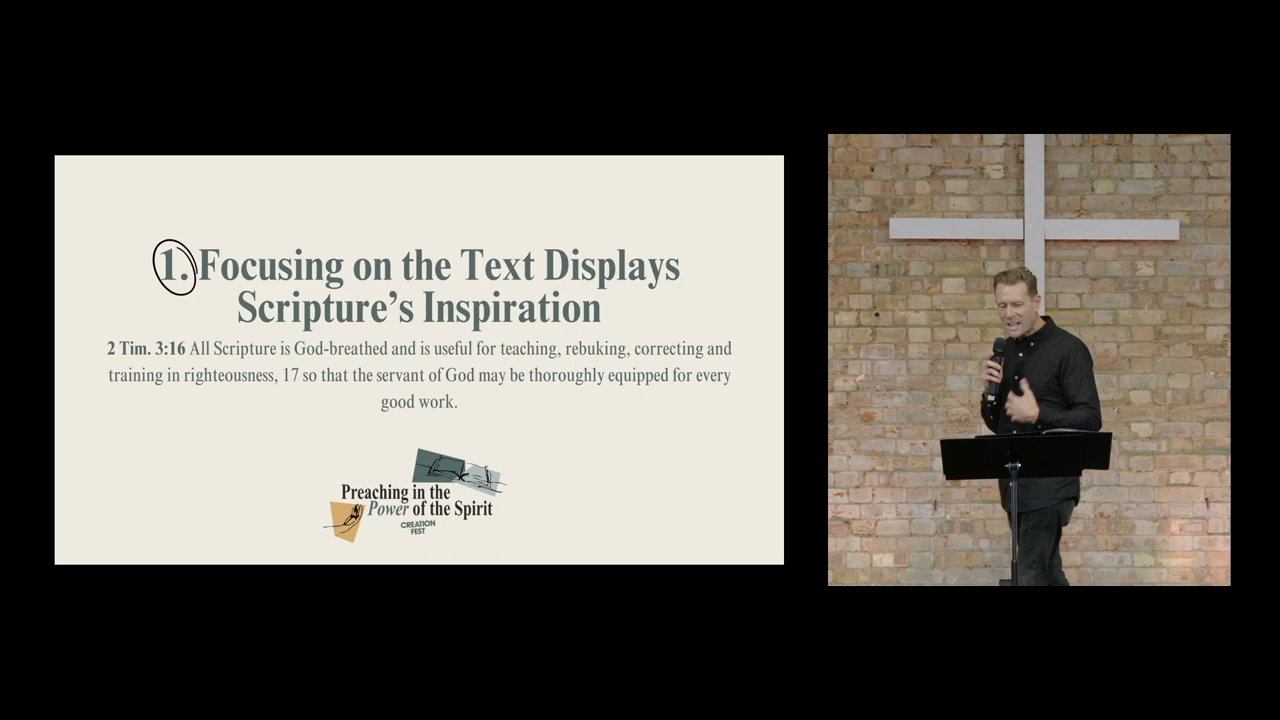 1. Focusing on the Text Displays
Scripture's Inspiration
2 Tim. 3:16 All Scripture is God-breathed and is useful for teaching, rebuking, correcting and
training in righteousness, 17 so that the servant of God may be thoroughly equipped for every
good work.
Preaching in the
Power of the Spirit
CREATION
FEST